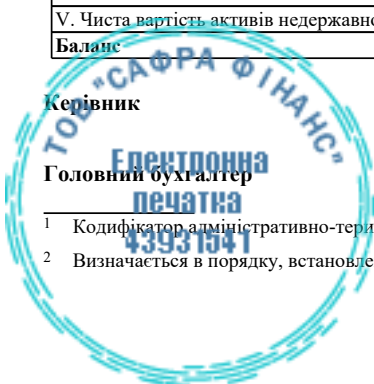 V. Чиста вартість активів недержавно
Баланс
ТОВ "САФРА ФІНАНС"
Керівник
Головний бухгалтер
Електронна
печатка
43931541
1 Кодифікатор адміністративно-тери
2 Визначається в порядку, встановле